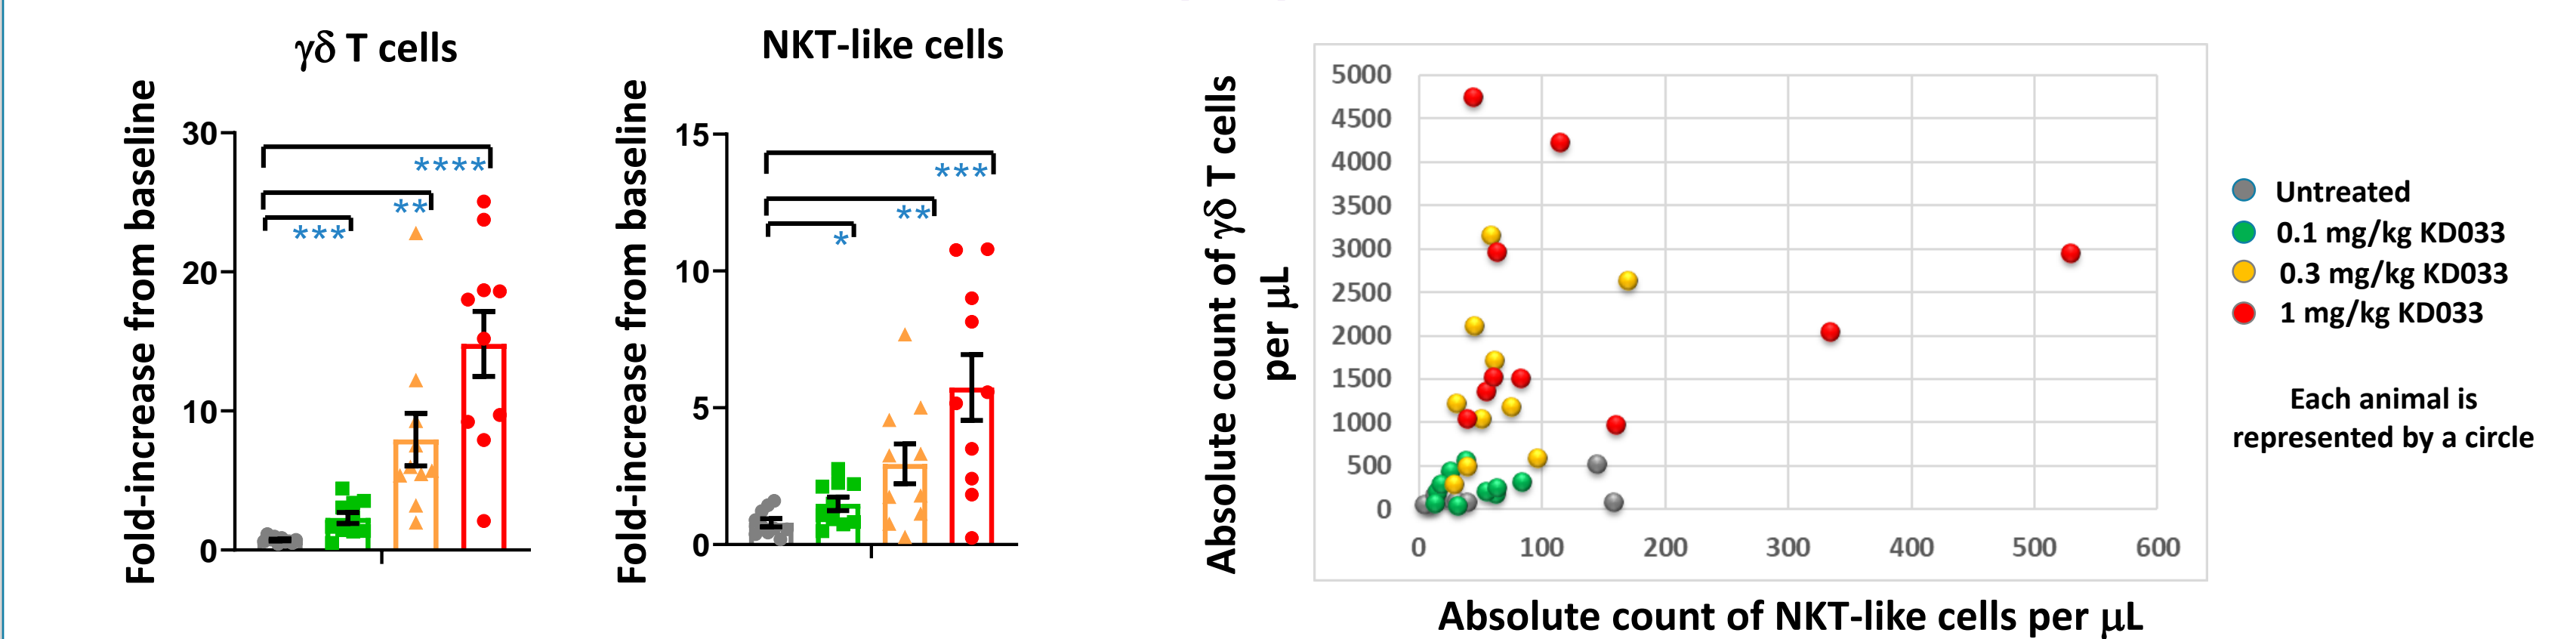 γδ T cells
Fold-increase from baseline
30
20
10
0
****
**
***
NKT-like cells
Fold-increase from baseline
15
10
5
0
***
**
*
Absolute count of γδ T cells
per μL
5000
4500
4000
3500
3000
2500
2000
1500
1000
500
0
0 100 200 300 400 500 600
Absolute count of NKT-like cells per μL
Untreated
0.1 mg/kg KD033
0.3 mg/kg KD033
1 mg/kg KD033
Each animal is
represented by a circle